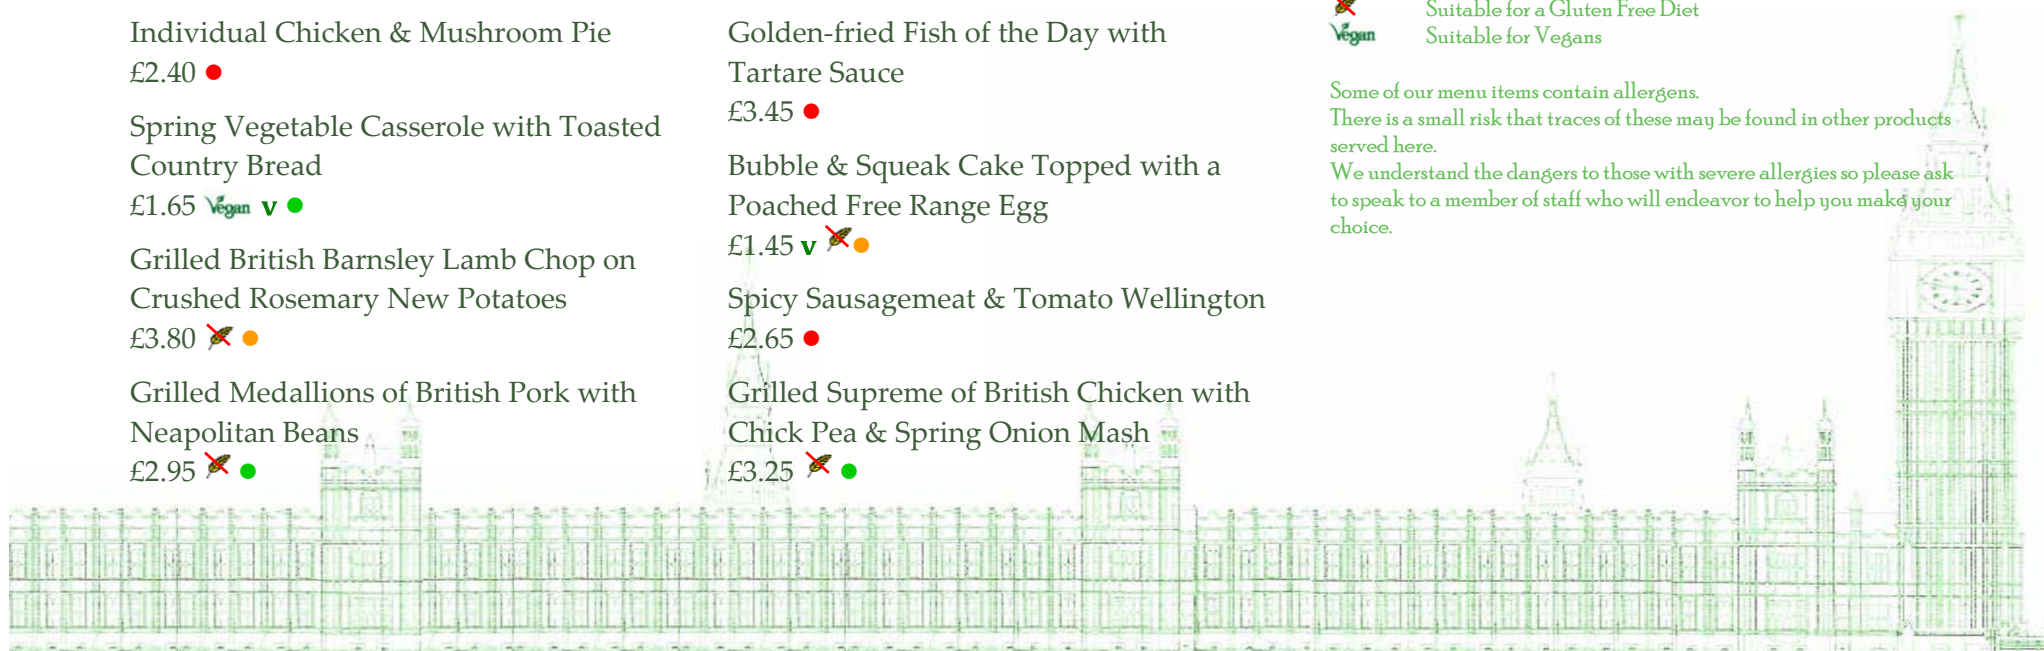 Individual Chicken & Mushroom Pie
£2.40
Spring Vegetable Casserole with Toasted
Country Bread
£1.65 Vegan v
Grilled British Barnsley Lamb Chop on
Crushed Rosemary New Potatoes
£3.80
Grilled Medallions of British Pork with
Neapolitan Beans
£2.95
Golden-fried Fish of the Day with
Tartare Sauce
£3.45
Bubble & Squeak Cake Topped with a
Poached Free Range Egg
£1.45 v
Spicy Sausagemeat & Tomato Wellington
£2.65
Grilled Supreme of British Chicken with
Chick Pea & Spring Onion Mash
£3.25
Suitable for a Gluten Free Diet
Vegan Suitable for Vegans
Some of our menu items contain allergens.
There is a small risk that traces of these may be found in other products
served here.
We understand the dangers to those with severe allergies so please ask
to speak to a member of staff who will endeavor to help you make your
choice.